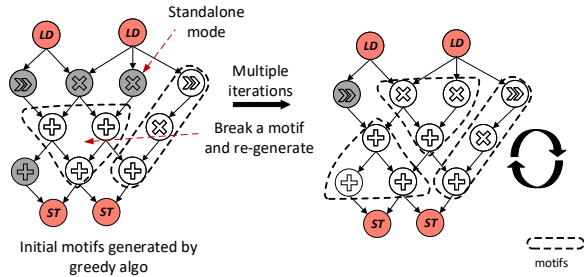 Standalone
mode
LD
LD
LD
LD
Multiple
iterations
Break a motif
and re-generate
ST
ST
ST
ST
Initial motifs generated by
greedy algo
motifs